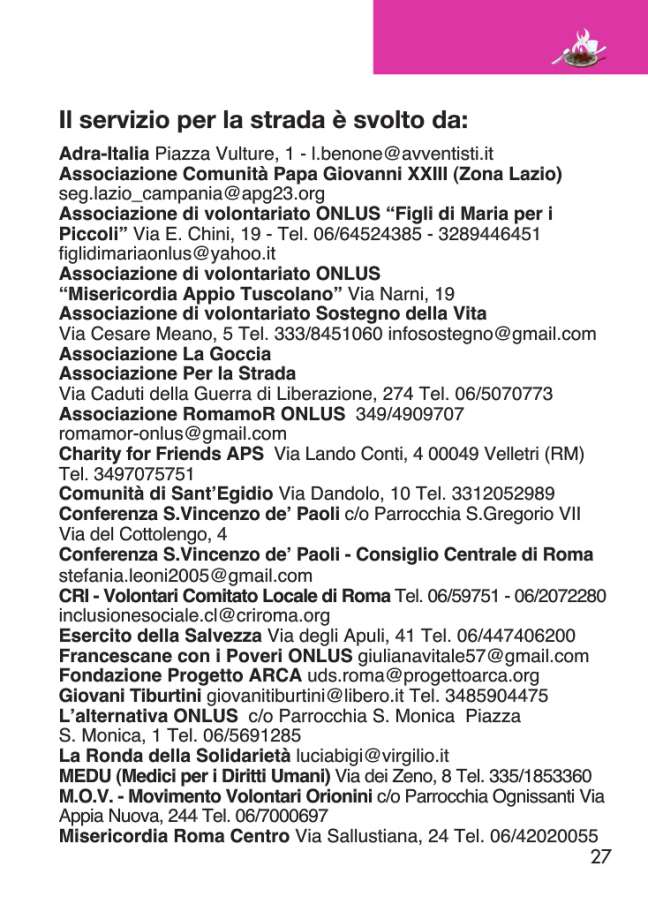 Il servizio per la strada è svolto da:
Adra-Italia Piazza Vulture, 1 - l.benone@avventisti.it
Associazione Comunità Papa Giovanni XXIII (Zona Lazio)
seg.lazio_campania@apg23.org
Associazione di volontariato ONLUS “Figli di Maria per i
Piccoli” Via E. Chini, 19 - Tel. 06/64524385 - 3289446451
figlidimariaonlus@yahoo.it
Associazione di volontariato ONLUS
“Misericordia Appio Tuscolano” Via Narni, 19
Associazione di volontariato Sostegno della Vita
Via Cesare Meano, 5 Tel. 333/8451060 infosostegno@gmail.com
Associazione La Goccia
Associazione Per la Strada
Via Caduti della Guerra di Liberazione, 274 Tel. 06/5070773
Associazione RomamoR ONLUS  349/4909707
romamor-onlus@gmail.com
Charity for Friends APS  Via Lando Conti, 4 00049 Velletri (RM)
Tel. 3497075751
Comunità di Sant’Egidio Via Dandolo, 10 Tel. 3312052989
Conferenza S.Vincenzo de’ Paoli c/o Parrocchia S.Gregorio VII
Via del Cottolengo, 4
Conferenza S.Vincenzo de’ Paoli - Consiglio Centrale di Roma
stefania.leoni2005@gmail.com
CRI - Volontari Comitato Locale di Roma Tel. 06/59751 - 06/2072280
inclusionesociale.cl@criroma.org
Esercito della Salvezza Via degli Apuli, 41 Tel. 06/447406200
Francescane con i Poveri ONLUS giulianavitale57@gmail.com
Fondazione Progetto ARCA uds.roma@progettoarca.org
Giovani Tiburtini giovanitiburtini@libero.it Tel. 3485904475
L’alternativa ONLUS  c/o Parrocchia S. Monica  Piazza
S. Monica, 1 Tel. 06/5691285
La Ronda della Solidarietà luciabigi@virgilio.it
MEDU (Medici per i Diritti Umani) Via dei Zeno, 8 Tel. 335/1853360
M.O.V. - Movimento Volontari Orionini c/o Parrocchia Ognissanti Via
Appia Nuova, 244 Tel. 06/7000697
Misericordia Roma Centro Via Sallustiana, 24 Tel. 06/42020055
27